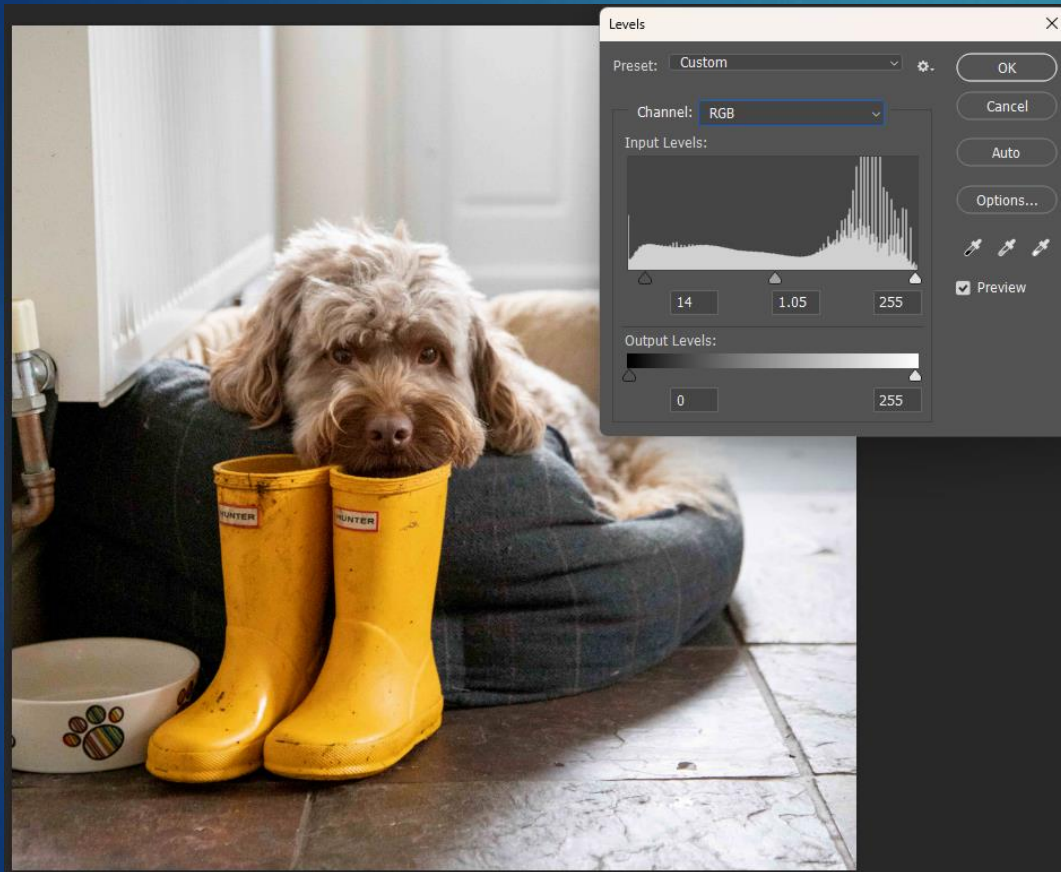 Levels
Preset: Custom
OK
Channel: RGB
Cancel
Input Levels:
Auto
Options...
14 1.05 255
Preview
Output Levels:
0 255
HUNTER
HUNTER